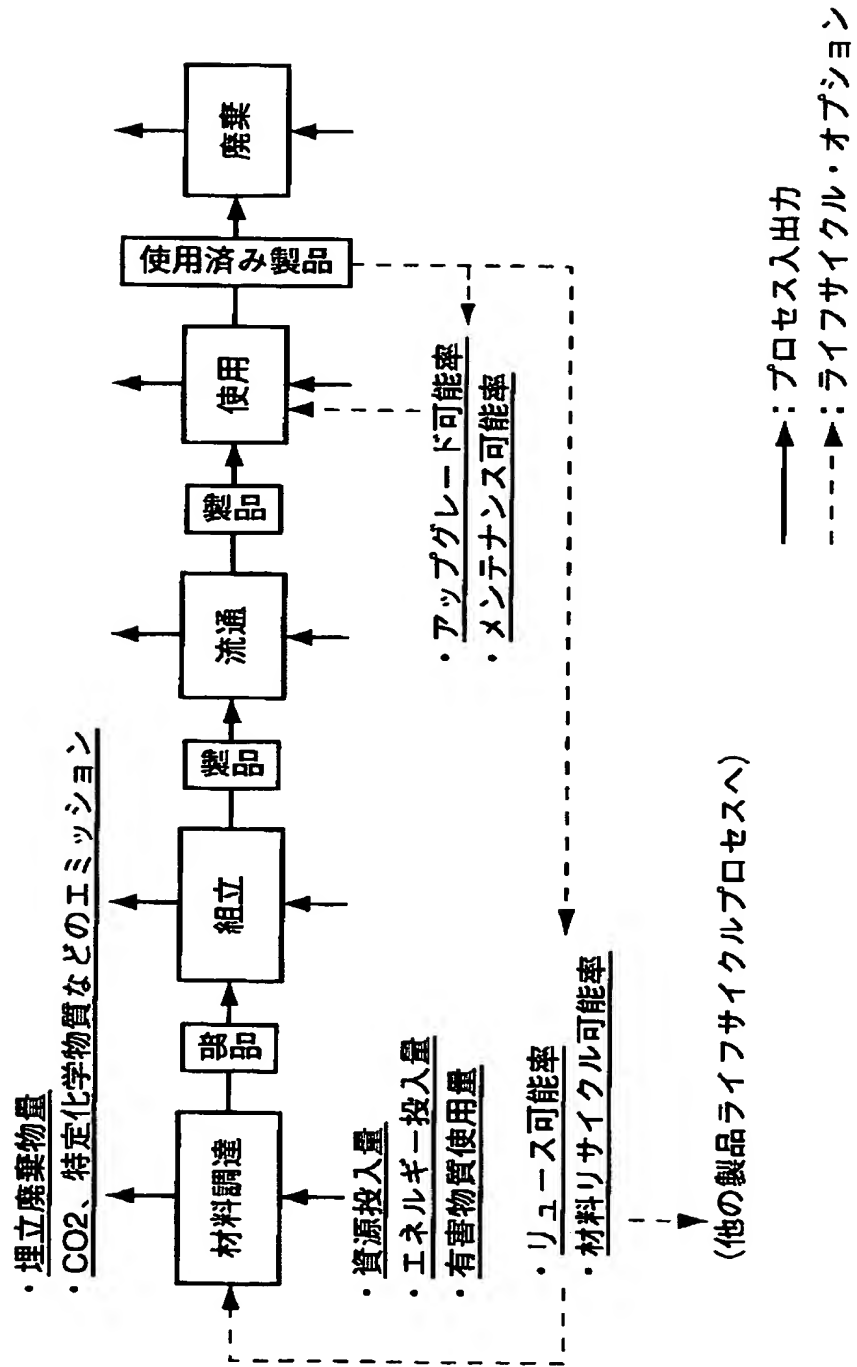 ・埋立廃棄物量
・CO2、特定化学物質などのエミッション
材料調達
部品
組立
製品
流通
製品
使用
使用済み製品
廃棄
・資源投入量
・エネルギー投入量
・有害物質使用量
・アップグレード可能率
・メンテナンス可能率
・リユース可能率
・材料リサイクル可能率
(他の製品ライフサイクルプロセスへ)
:プロセス入出力
:ライフサイクル・オプション